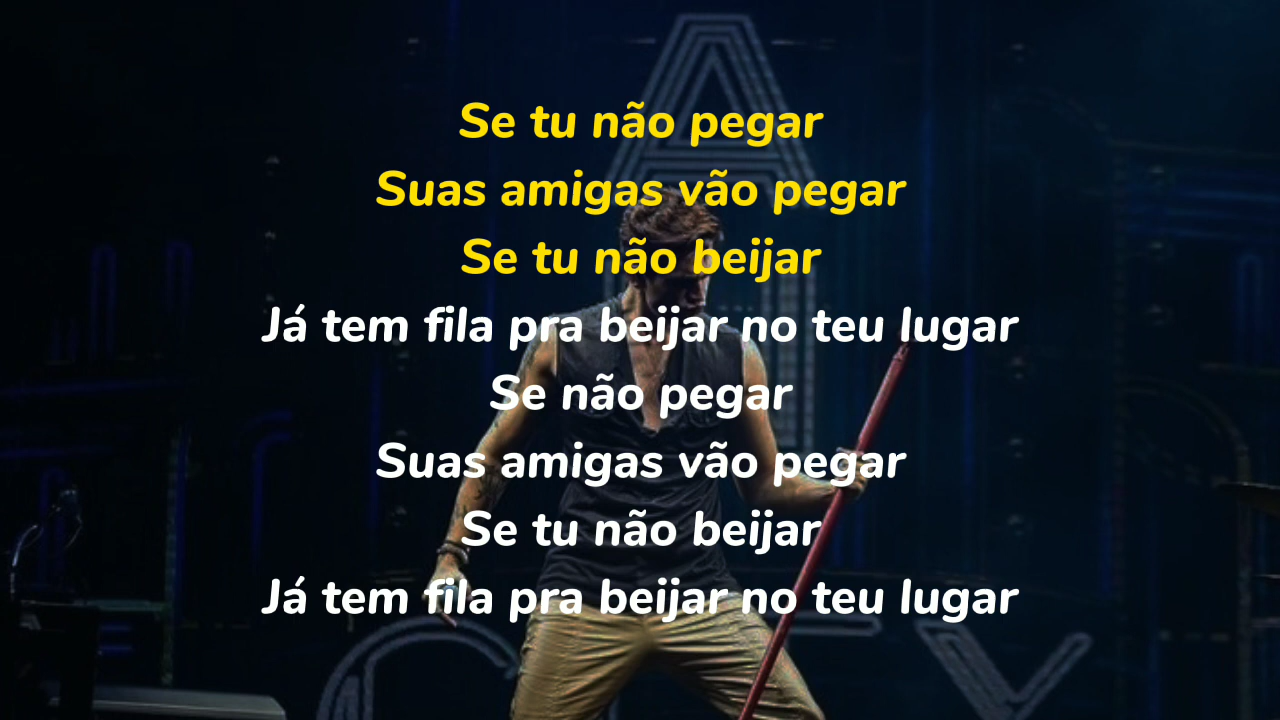 Se tu não pegar
Suas amigas vão pegar
Se tu não beijar
Já tem fila pra beijar no teu lugar
Se não pegar
Suas amigas vão pegar
Se tu não beijar
Já tem fila pra beijar no teu lugar